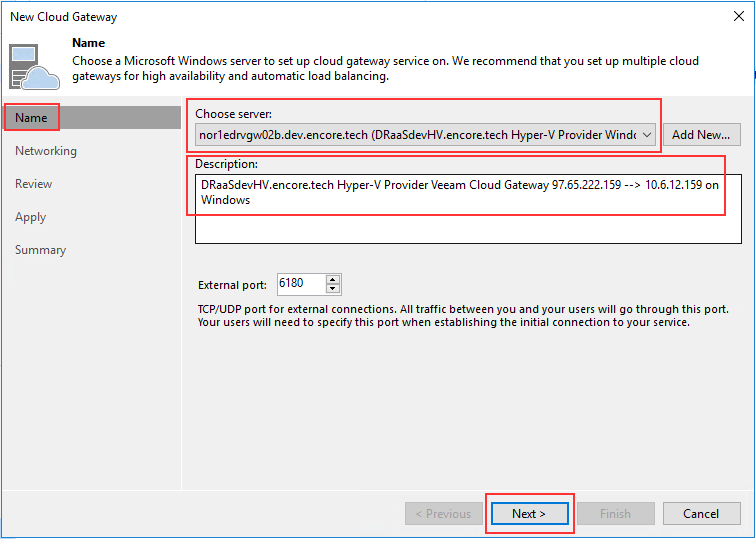 New Cloud Gateway
Name
Choose a Microsoft Windows server to set up cloud gateway service on. We recommend that you set up multiple cloud
gateways for high availability and automatic load balancing.
Name
Networking
Review
Apply
Summary
Choose server:
nor1edrvgw02b.dev.encore.tech (DRaaSdevHV.encore.tech Hyper-V Provider Windo
Add New...
Description:
DRaaSdevHV.encore.tech Hyper-V Provider Veeam Cloud Gateway 97.65.222.159 --> 10.6.12.159 on
Windows
External port: 6180
TCP/UDP port for external connections. All traffic between you and your users will go through this port.
Your users will need to specify this port when establishing the initial connection to your service.
< Previous
Next >
Finish
Cancel